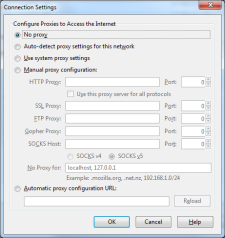 Connection Settings
Configure Proxies to Access the Internet
No proxy
Auto-detect proxy settings for this network
Use system proxy settings
Manual proxy configuration:
HTTP Proxy: Port: 0
Use this proxy server for all protocols
SSL Proxy: Port: 0
FTP Proxy: Port: 0
Gopher Proxy: Port: 0
SOCKS Host: Port: 0
SOCKS v4 SOCKS v5
No Proxy for: localhost, 127.0.0.1
Example: .mozilla.org, .net.nz, 192.168.1.0/24
Automatic proxy configuration URL:
Reload
OK Cancel Help